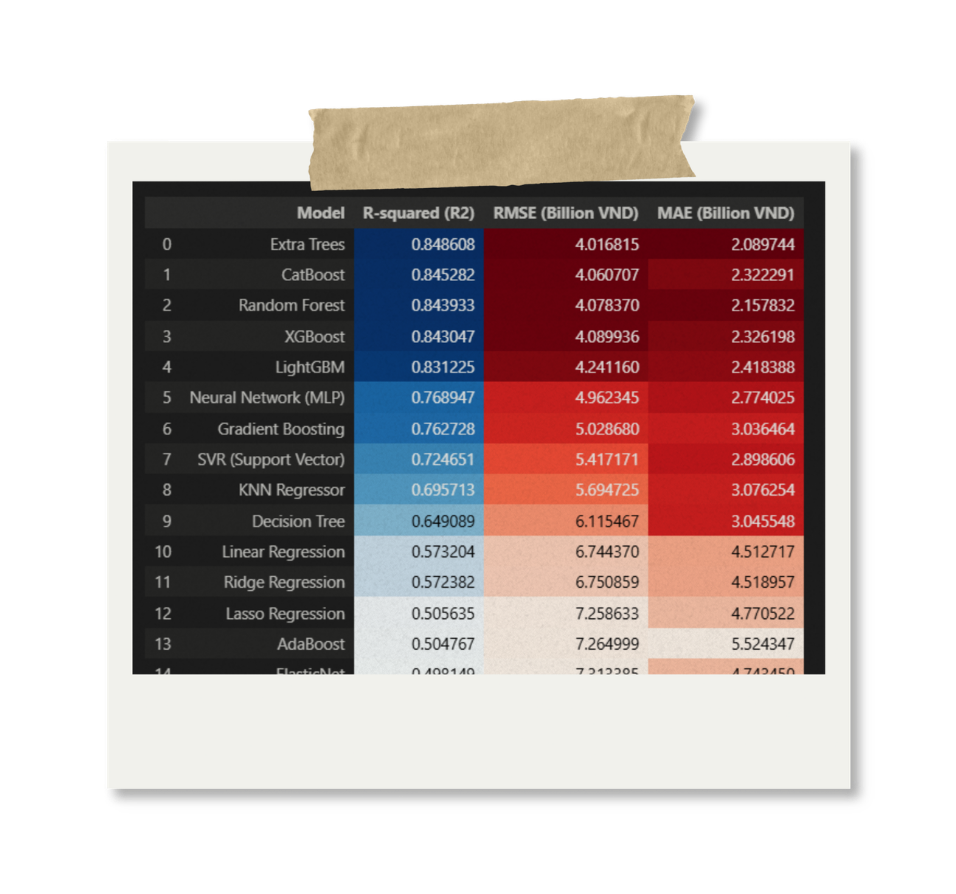 Model R-squared (R2) RMSE (Billion VND) MAE (Billion VND)
0 Extra Trees 0.848608 4.016815 2.089744
1 CatBoost 0.845282 4.060707 2.322291
2 Random Forest 0.843933 4.078370 2.157832
3 XGBoost 0.843047 4.089936 2.326198
4 LightGBM 0.831225 4.241160 2.418388
5 Neural Network (MLP) 0.768947 4.962345 2.774025
6 Gradient Boosting 0.762728 5.028680 3.036464
7 SVR (Support Vector) 0.724651 5.417171 2.898606
8 KNN Regressor 0.695713 5.694725 3.076254
9 Decision Tree 0.649089 6.115467 3.045548
10 Linear Regression 0.573204 6.744370 4.512717
11 Ridge Regression 0.572382 6.750859 4.518957
12 Lasso Regression 0.505635 7.258633 4.770522
13 AdaBoost 0.504767 7.264999 5.524347
14 ElasticNet 0.498149 7.313385 4.743450